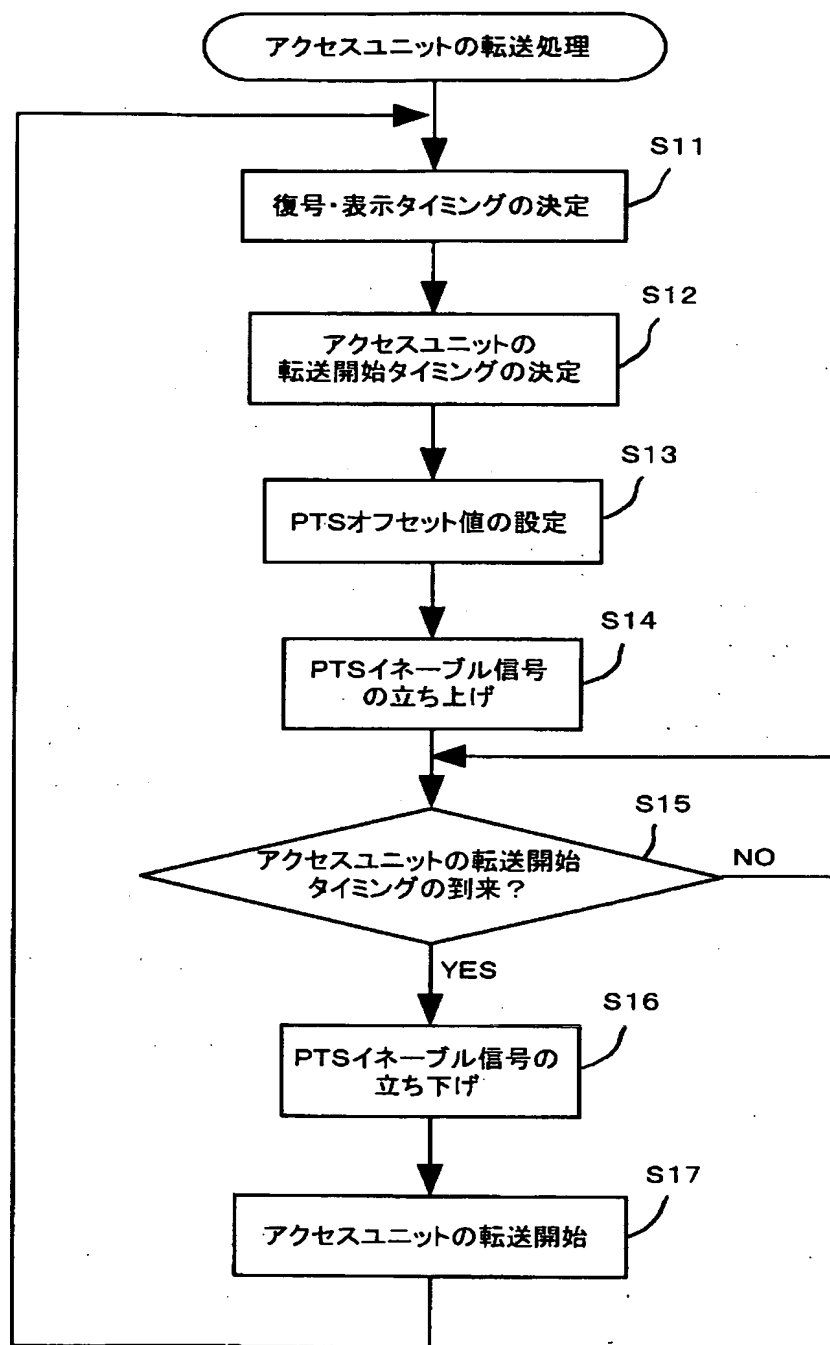 アクセスユニットの転送処理
S11
復号・表示タイミングの決定
S12
アクセスユニットの
転送開始タイミングの決定
S13
PTSオフセット値の設定
S14
PTSイネーブル信号
の立ち上げ
S15
アクセスユニットの転送開始
タイミングの到来？
NO
YES
S16
PTSイネーブル信号の
立ち下げ
S17
アクセスユニットの転送開始